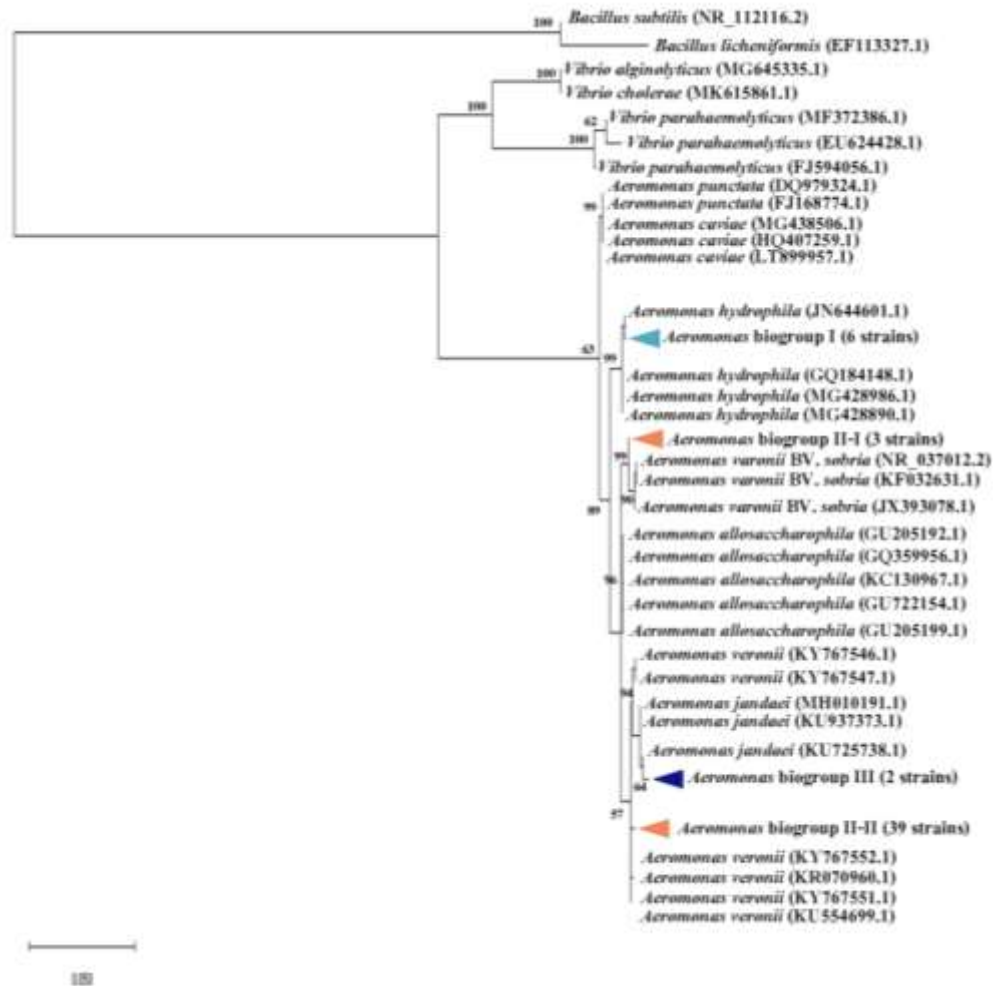 100
Bacillus subtilis (NR_112116.2)
Bacillus licheniformis (EF113327.1)
100
Vibrio alginolyticus (MG645335.1)
Vibrio cholerae (MK615861.1)
100
62
Vibrio parahaemolyticus (MF372386.1)
100
Vibrio parahaemolyticus (EU624428.1)
Vibrio parahaemolyticus (FJ594056.1)
Aeromonas punctata (DQ979324.1)
99
Aeromonas punctata (FJ168774.1)
Aeromonas caviae (MG438506.1)
Aeromonas caviae (HQ407259.1)
Aeromonas caviae (LT899957.1)
Aeromonas hydrophila (JN644601.1)
Aeromonas biogroup I (6 strains)
63
99
Aeromonas hydrophila (GQ184148.1)
Aeromonas hydrophila (MG428986.1)
Aeromonas hydrophila (MG428890.1)
Aeromonas biogroup II-I (3 strains)
99
Aeromonas varonii BV. sobria (NR_037012.2)
Aeromonas varonii BV. sobria (KF032631.1)
90
89
Aeromonas varonii BV. sobria (JX393078.1)
Aeromonas allosaccharophila (GU205192.1)
Aeromonas allosaccharophila (GQ359956.1)
96
Aeromonas allosaccharophila (KC130967.1)
Aeromonas allosaccharophila (GU722154.1)
Aeromonas allosaccharophila (GU205199.1)
Aeromonas veronii (KY767546.1)
Aeromonas veronii (KY767547.1)
94
Aeromonas jandaei (MH010191.1)
Aeromonas jandaei (KU937373.1)
Aeromonas jandaei (KU725738.1)
Aeromonas biogroup III (2 strains)
57
Aeromonas biogroup II-II (39 strains)
Aeromonas veronii (KY767552.1)
Aeromonas veronii (KR070960.1)
Aeromonas veronii (KY767551.1)
Aeromonas veronii (KU554699.1)